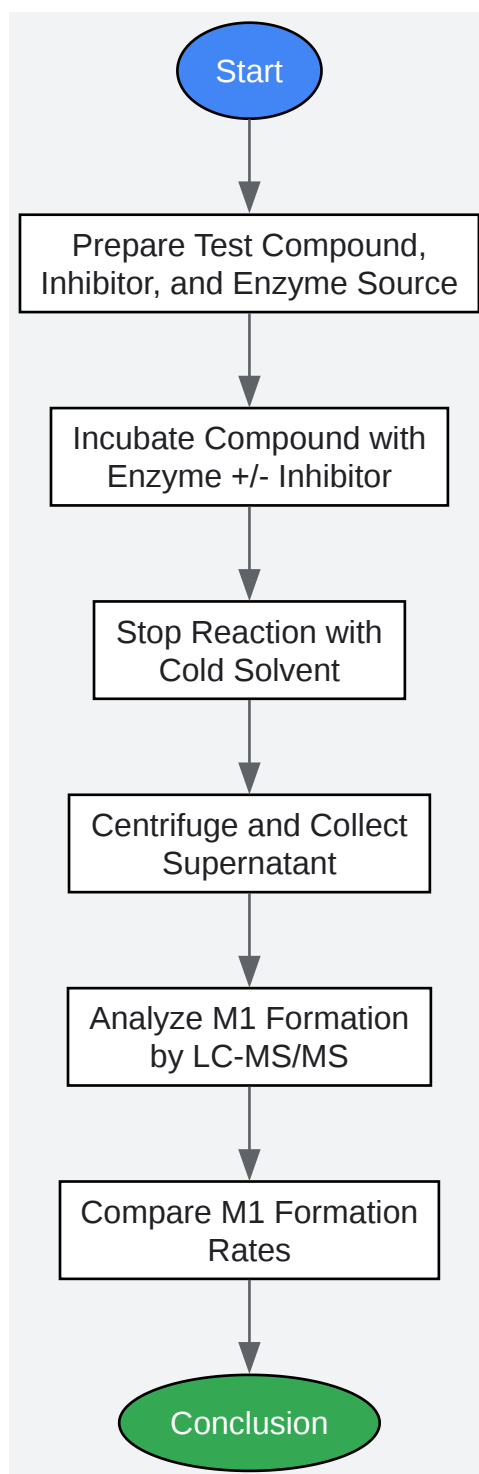 Start
Prepare Test Compound,
Inhibitor, and Enzyme Source
Incubate Compound with
Enzyme +/- Inhibitor
Stop Reaction with
Cold Solvent
Centrifuge and Collect
Supernatant
Analyze M1 Formation
by LC-MS/MS
Compare M1 Formation
Rates
Conclusion